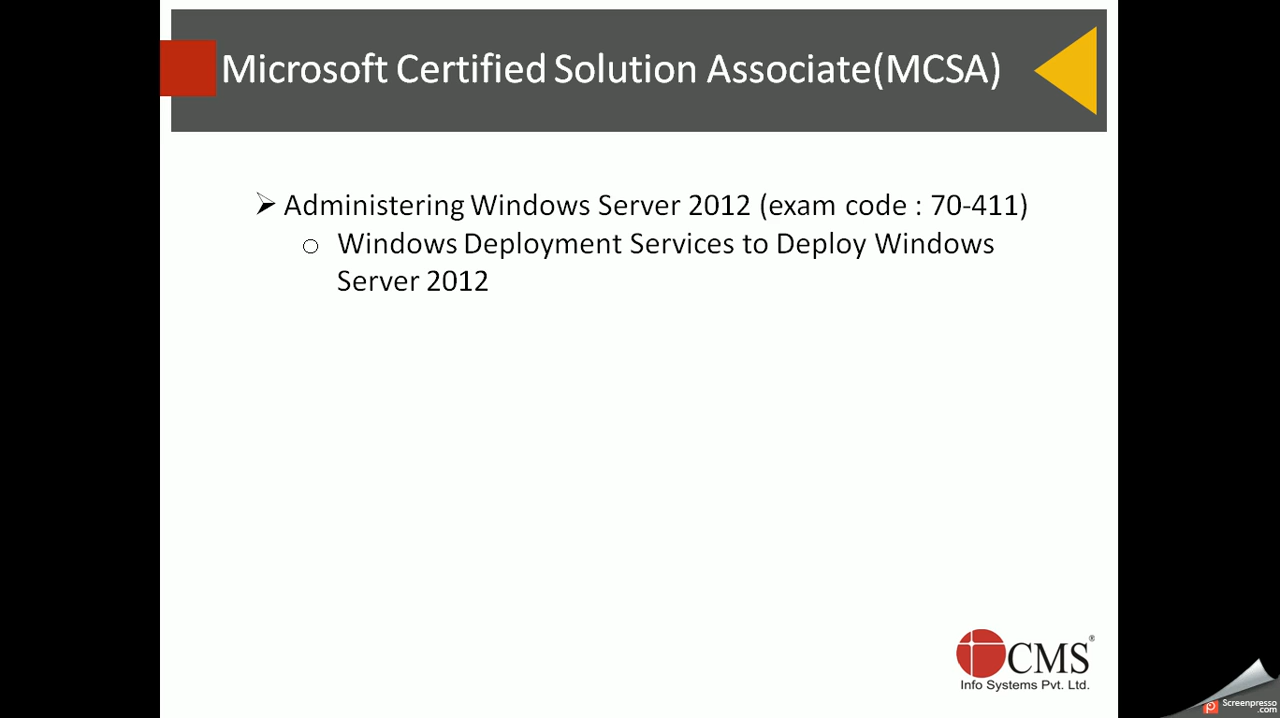 Microsoft Certified Solution Associate(MCSA)
➢ Administering Windows Server 2012 (exam code : 70-411)
○ Windows Deployment Services to Deploy Windows
Server 2012
CMS®
Info Systems Pvt. Ltd.
Screenpresso
.com